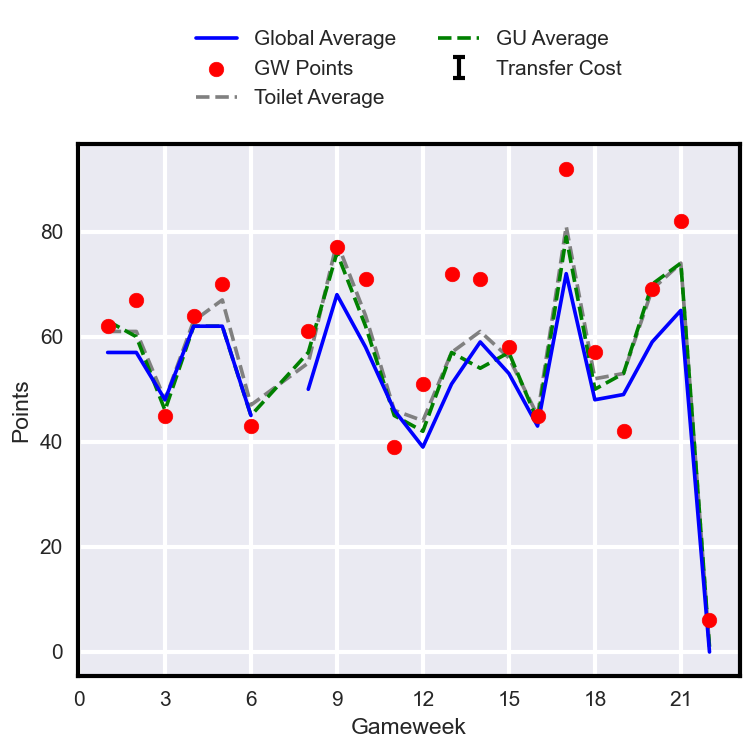 Global Average
GU Average
GW Points
Transfer Cost
Toilet Average
Points
80
60
40
20
0
0 3 6 9 12 15 18 21
Gameweek